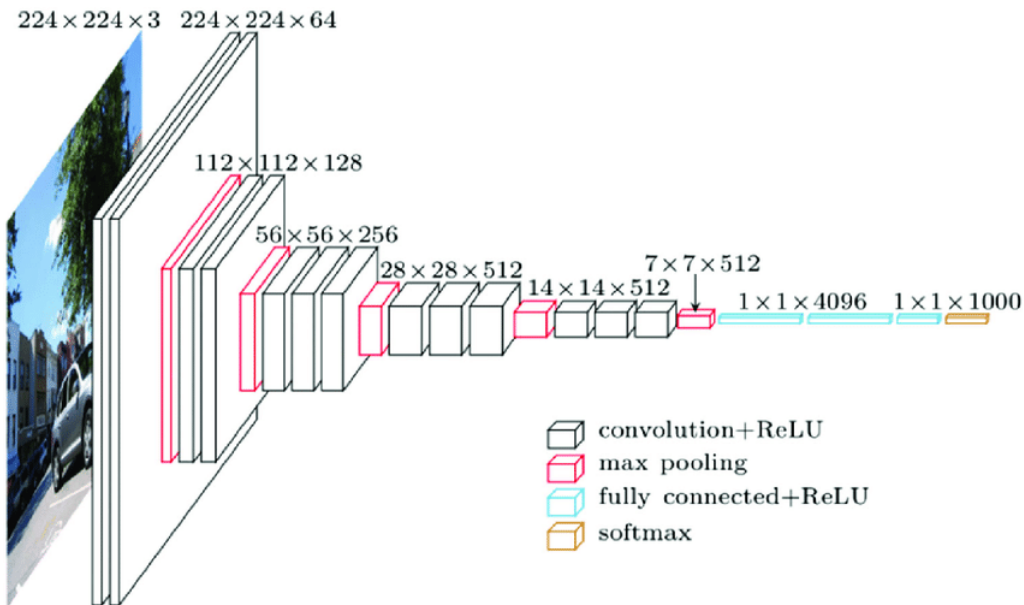 224×224×3
224×224×64
112×112×128
56×56×256
28×28×512
14×14×512
7×7×512
1×1×4096
1×1×1000
convolution+ReLU
max pooling
fully connected+ReLU
softmax